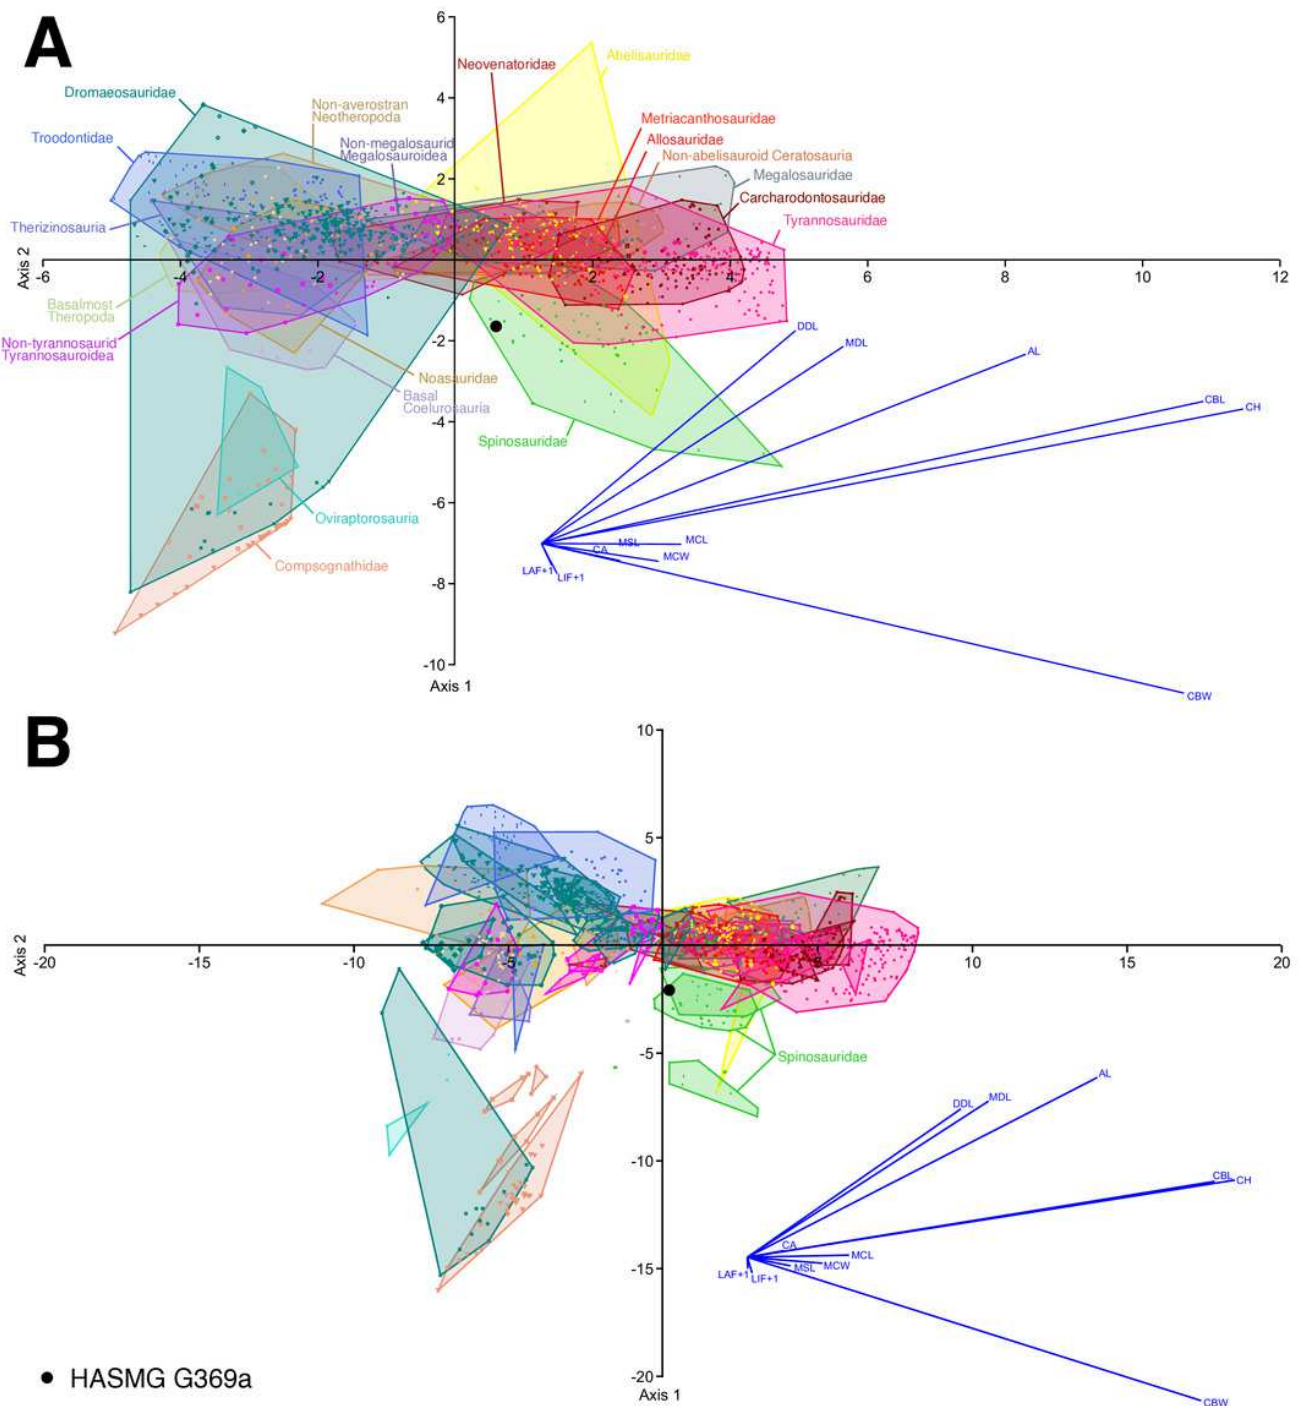 A
6
Abelisauridae
Neovenatoridae
Dromaeosauridae
4
Non-averostran
Neotheropoda
Metriacanthosauridae
Troodontidae
Non-megalosaurid
Megalosauroidea
Allosauridae
Non-abelisauroid Ceratosauria
2
Megalosauridae
Carcharodontosauridae
Therizinosauria
Tyrannosauridae
Axis 2
-6
-4
-2
2
4
6
8
10
12
Basalmost
Theropoda
-2
DDL
Non-tyrannosaurid
Tyrannosauroidea
MDL
AL
Noasauridae
Basal
Coelurosauria
CBL
CH
-4
Spinosauridae
-6
Oviraptorosauria
MSL
MCL
CA
MCW
Compsognathidae
LAF+1
LIF+1
-8
-10
Axis 1
CBW
B
10
5
Axis 2
-20
-15
-10
-5
5
10
15
20
-5
Spinosauridae
AL
DDL
MDL
-10
CBL
CH
CA
MCL
LAF+1
LIF+1
MSL
MCW
-15
-20
HASMG G369a
Axis 1
CBW